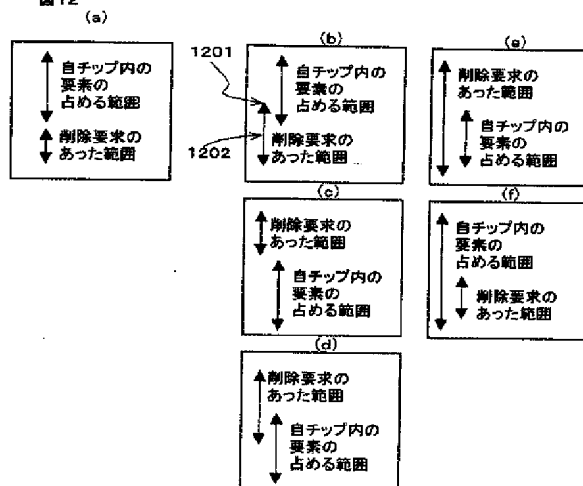 図12
(a)
自チップ内の
要素の
占める範囲
削除要求の
あった範囲
(b)
1201
1202
自チップ内の
要素の
占める範囲
削除要求の
あった範囲
(e)
削除要求の
あった範囲
自チップ内の
要素の
占める範囲
(c)
削除要求の
あった範囲
自チップ内の
要素の
占める範囲
(f)
自チップ内の
要素の
占める範囲
削除要求の
あった範囲
(d)
削除要求の
あった範囲
自チップ内の
要素の
占める範囲